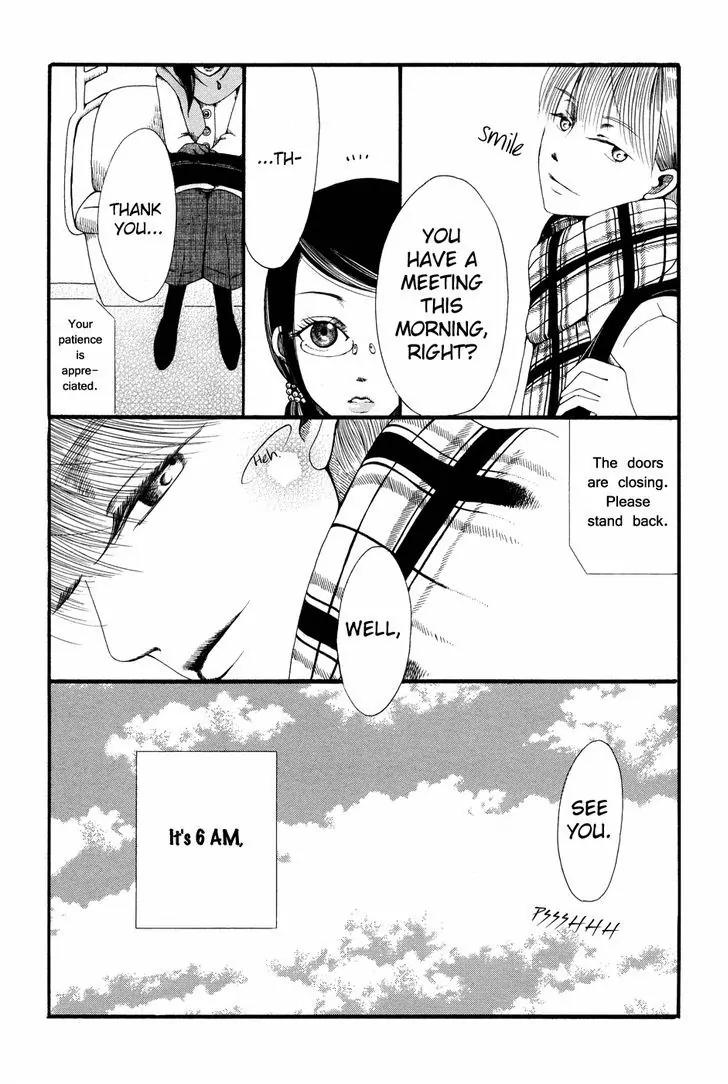 smile
YOU
HAVE A
MEETING
THIS
MORNING,
RIGHT?
...TH-
THANK
YOU...
Your
patience
is
appre-
ciated.
The doors
are closing.
Please
stand back.
Heh.
WELL,
SEE
YOU.
PSSSHHH
It's 6 AM,